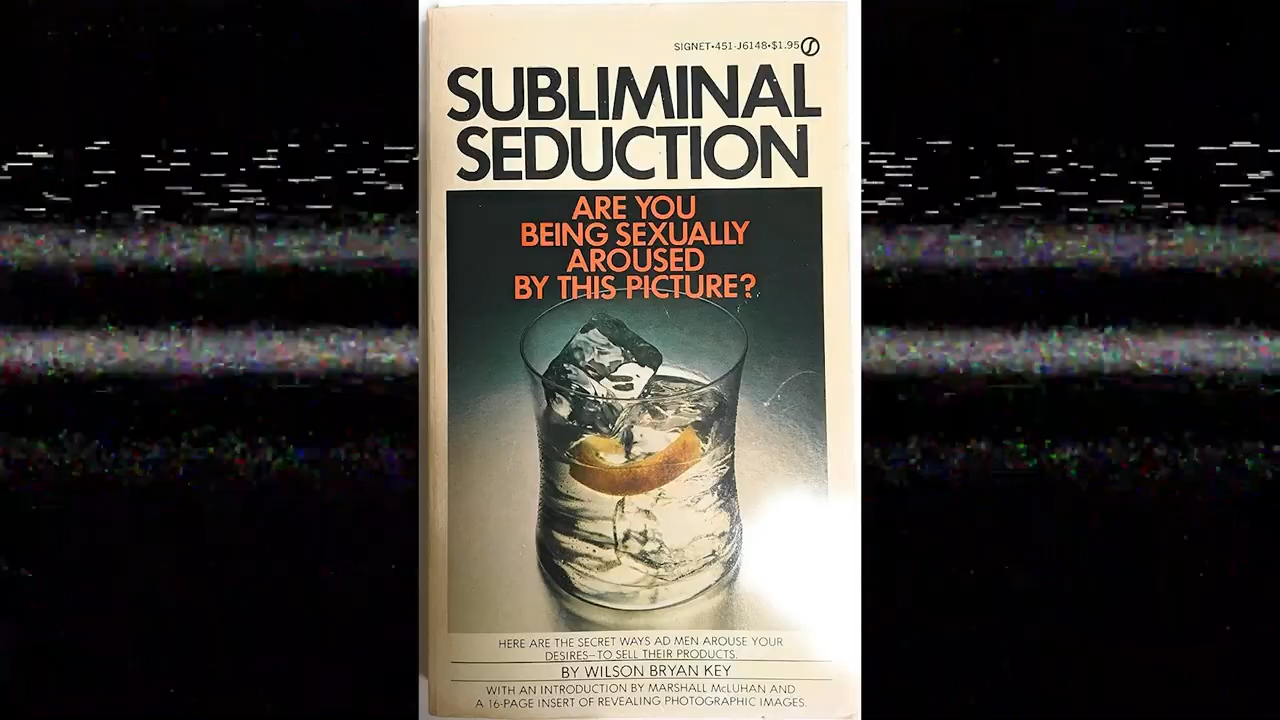 SIGNET•451-J6148•$1.95
SUBLIMINAL
SEDUCTION
ARE YOU
BEING SEXUALLY
AROUSED
BY THIS PICTURE?
HERE ARE THE SECRET WAYS AD MEN AROUSE YOUR
DESIRES—TO SELL THEIR PRODUCTS.
BY WILSON BRYAN KEY
WITH AN INTRODUCTION BY MARSHALL McLUHAN AND
A 16-PAGE INSERT OF REVEALING PHOTOGRAPHIC IMAGES.